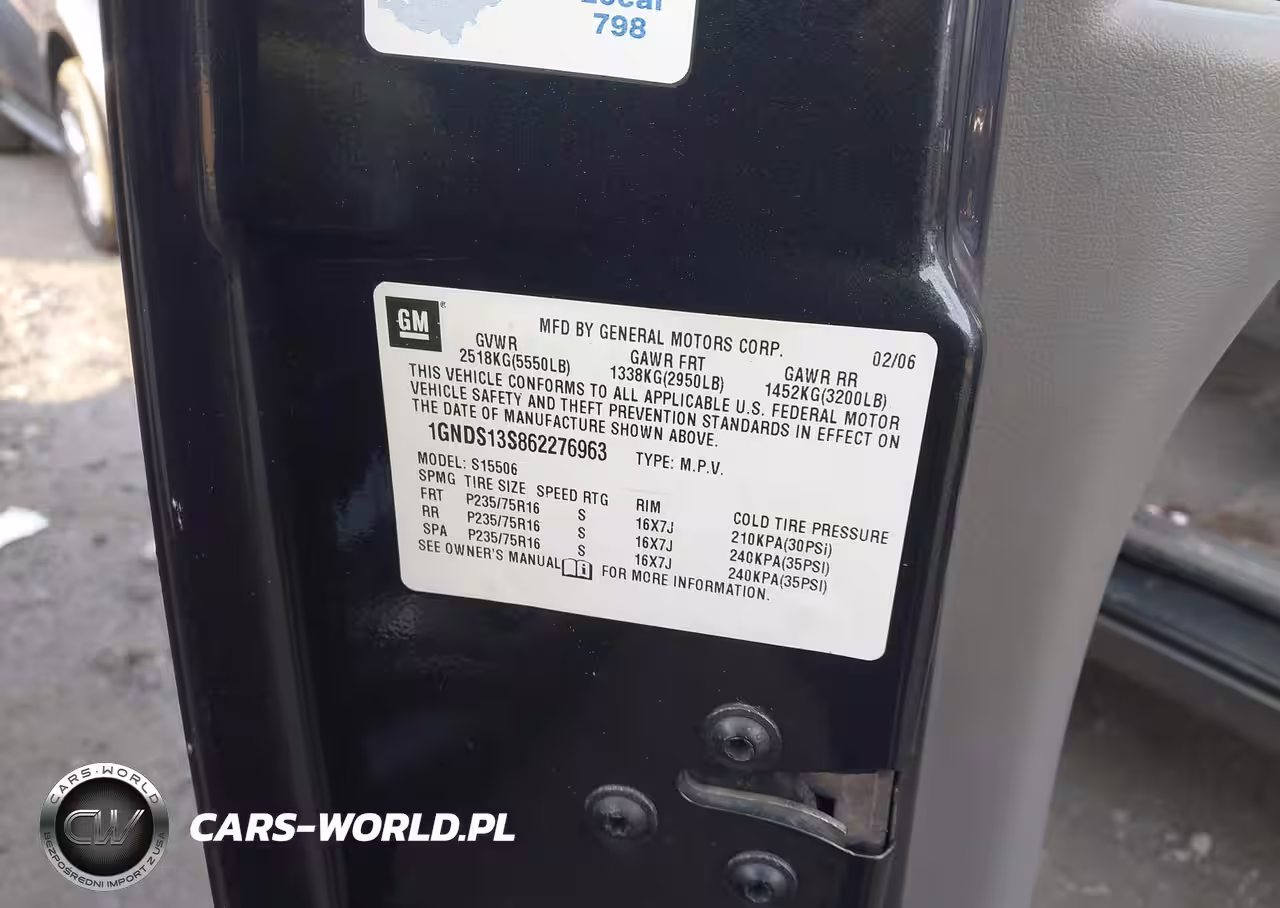 Local
798
GM
MFD BY GENERAL MOTORS CORP. 02/06
GVWR GAWR FRT GAWR RR
2518KG(5550LB) 1338KG(2950LB) 1452KG(3200LB)
THIS VEHICLE CONFORMS TO ALL APPLICABLE U.S. FEDERAL MOTOR
VEHICLE SAFETY AND THEFT PREVENTION STANDARDS IN EFFECT ON
THE DATE OF MANUFACTURE SHOWN ABOVE.
1GNDS13S862276963 TYPE: M.P.V.
MODEL: S15506
SPMG TIRE SIZE SPEED RTG RIM COLD TIRE PRESSURE
FRT P235/75R16 S 16X7J 210KPA(30PSi)
RR P235/75R16 S 16X7J 240KPA(35PSI)
SPA P235/75R16 S 16X7J 240KPA(35PSI)
SEE OWNER'S MANUAL FOR MORE INFORMATION.
CARS-WORLD
CW
BEZPOŚREDNI IMPORT Z USA
CARS-WORLD.PL